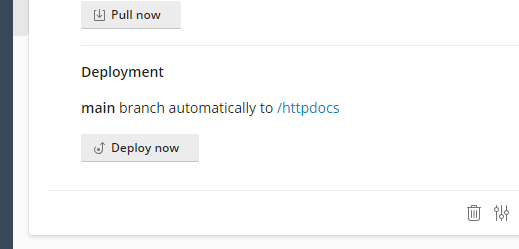 Pull now
Deployment
main branch automatically to /httpdocs
Deploy now